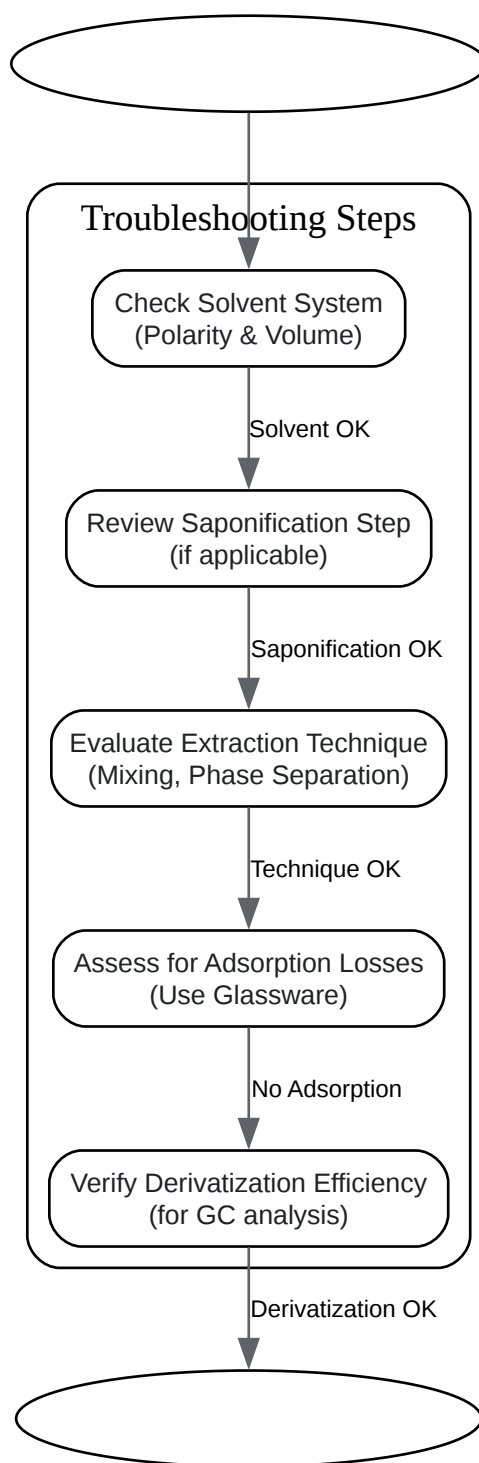 Troubleshooting Steps
Check Solvent System
(Polarity & Volume)
Solvent OK
Review Saponification Step
(if applicable)
Saponification OK
Evaluate Extraction Technique
(Mixing, Phase Separation)
Technique OK
Assess for Adsorption Losses
(Use Glassware)
No Adsorption
Verify Derivatization Efficiency
(for GC analysis)
Derivatization OK